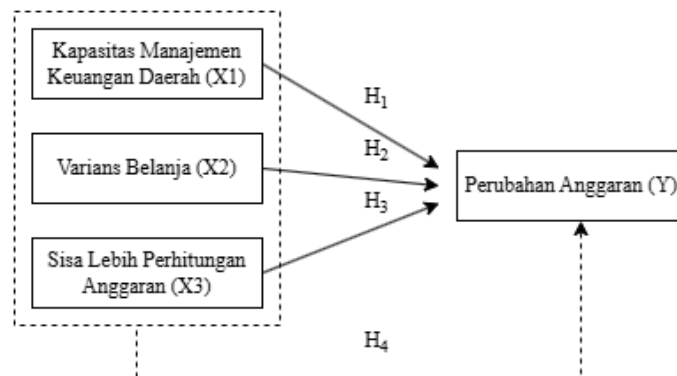 Kapasitas Manajemen
Keuangan Daerah (X1)
H₁
H₂
Varians Belanja (X2)
Perubahan Anggaran (Y)
H₃
Sisa Lebih Perhitungan
Anggaran (X3)
H₄